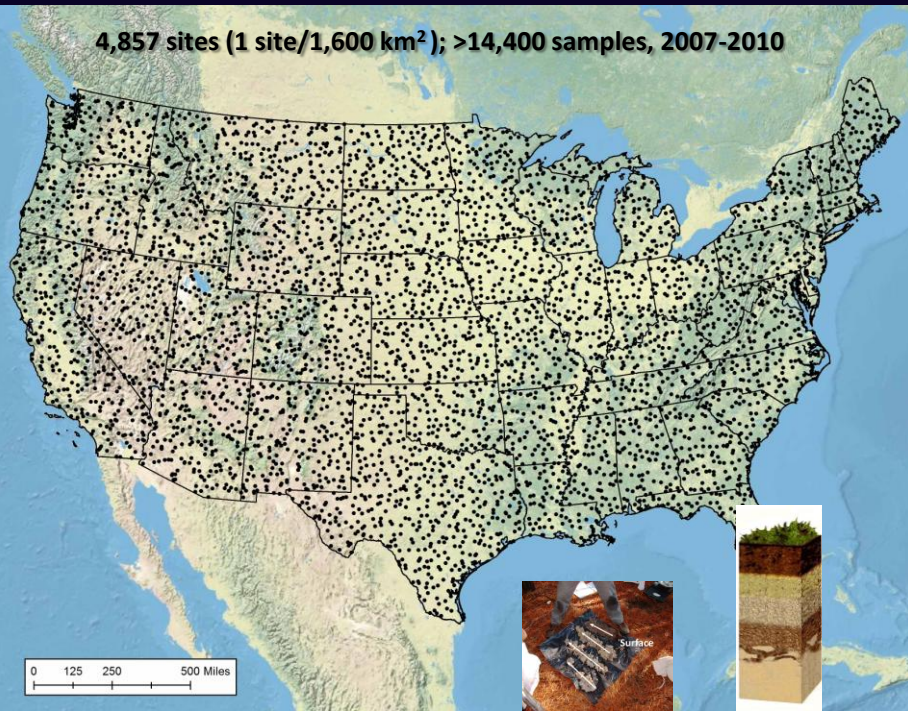 4,857 sites (1 site/1,600 km²); >14,400 samples, 2007-2010
Surface
0 125 250 500 Miles